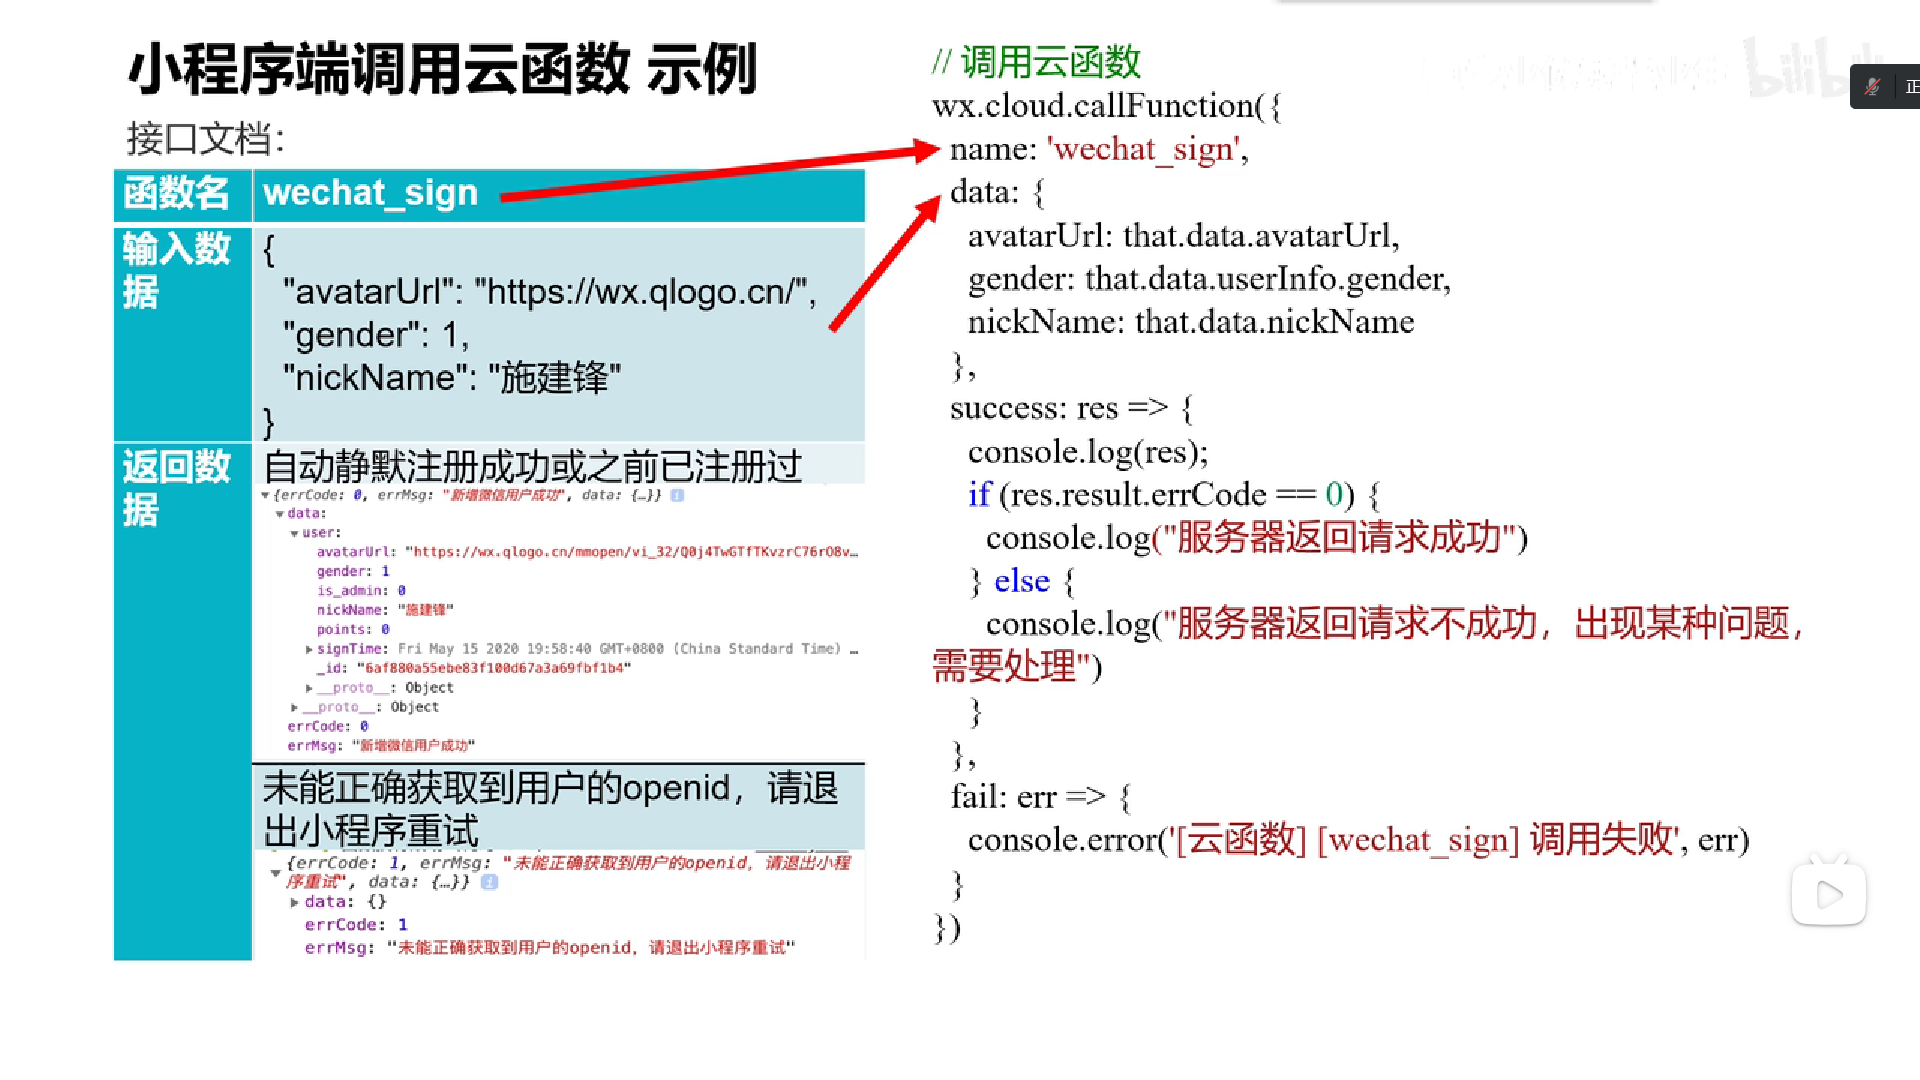 小程序端调用云函数 示例
接口文档：
函数名 wechat_sign
输入数据
{
"avatarUrl": "https://wx.qlogo.cn/",
"gender": 1,
"nickName": "施建锋"
}
返回数据
自动静默注册成功或之前已注册过
{errCode: 0, errMsg: "新增微信用户成功", data: {…}}
data:
user:
avatarUrl: "https://wx.qlogo.cn/mmopen/vi_32/Q0j4TwGTfTKvzrC76rO8v…
gender: 1
is_admin: 0
nickName: "施建锋"
points: 0
signTime: Fri May 15 2020 19:58:40 GMT+0800 (China Standard Time) …
_id: "6af880a55ebe83f100d67a3a69fbf1b4"
__proto__: Object
__proto__: Object
errCode: 0
errMsg: "新增微信用户成功"
未能正确获取到用户的openid，请退
出小程序重试
{errCode: 1, errMsg: "未能正确获取到用户的openid，请退出小程
序重试", data: {…}}
data: {}
errCode: 1
errMsg: "未能正确获取到用户的openid，请退出小程序重试"
// 调用云函数
wx.cloud.callFunction({
name: 'wechat_sign',
data: {
avatarUrl: that.data.avatarUrl,
gender: that.data.userInfo.gender,
nickName: that.data.nickName
},
success: res => {
console.log(res);
if (res.result.errCode == 0) {
console.log("服务器返回请求成功")
} else {
console.log("服务器返回请求不成功，出现某种问题，
需要处理")
}
},
fail: err => {
console.error('[云函数] [wechat_sign] 调用失败', err)
}
})
bilibili
正